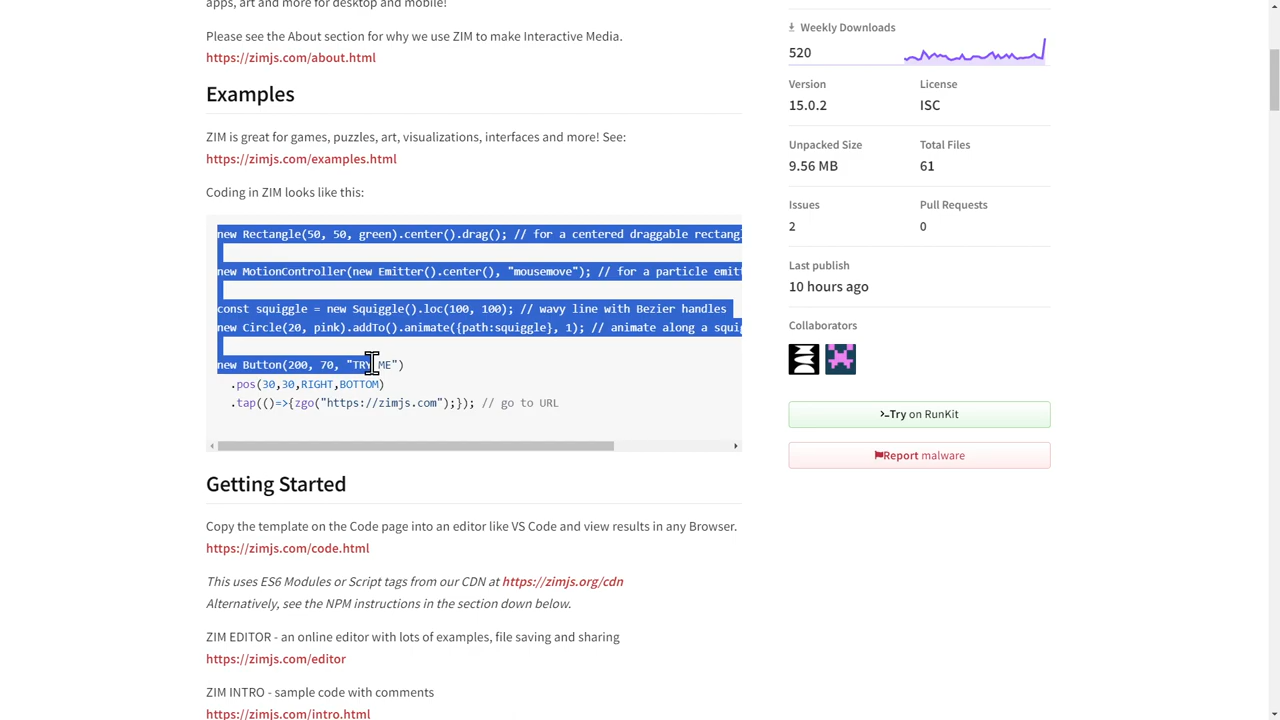 apps, art and more for desktop and mobile!
Please see the About section for why we use ZIM to make Interactive Media.
https://zimjs.com/about.html
Examples
ZIM is great for games, puzzles, art, visualizations, interfaces and more! See:
https://zimjs.com/examples.html
Coding in ZIM looks like this:
new Rectangle(50, 50, green).center().drag(); // for a centered draggable rectang
new MotionController(new Emitter().center(), "mousemove"); // for a particle emit
const squiggle = new Squiggle().loc(100, 100); // wavy line with Bezier handles
new Circle(20, pink).addTo().animate({path:squiggle}, 1); // animate along a squi
new Button(200, 70, "TRY ME")
.pos(30,30,RIGHT,BOTTOM)
.tap(()=>{zgo("https://zimjs.com");}); // go to URL
Getting Started
Copy the template on the Code page into an editor like VS Code and view results in any Browser.
https://zimjs.com/code.html
This uses ES6 Modules or Script tags from our CDN at https://zimjs.org/cdn
Alternatively, see the NPM instructions in the section down below.
ZIM EDITOR - an online editor with lots of examples, file saving and sharing
https://zimjs.com/editor
ZIM INTRO - sample code with comments
https://zimjs.com/intro.html
Weekly Downloads
520
Version
License
15.0.2
ISC
Unpacked Size
Total Files
9.56 MB
61
Issues
Pull Requests
2
0
Last publish
10 hours ago
Collaborators
Try on RunKit
Report malware